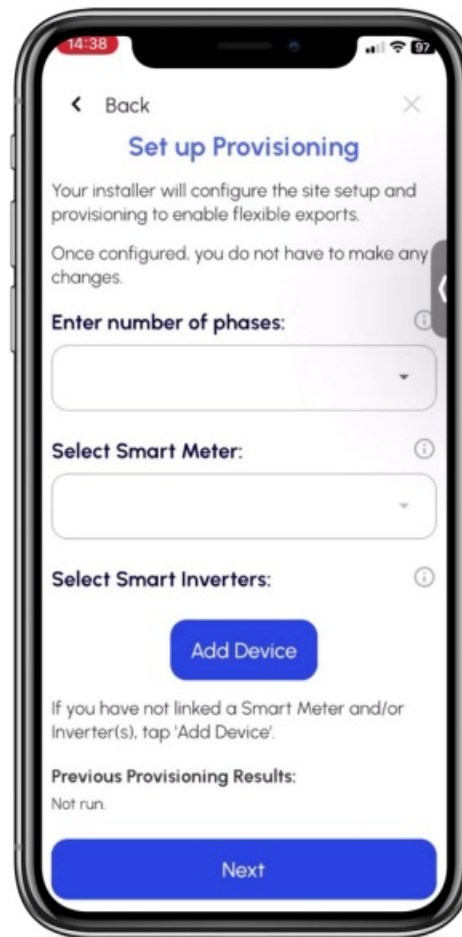 14:38
97
Back
Set up Provisioning
Your installer will configure the site setup and
provisioning to enable flexible exports.
Once configured, you do not have to make any
changes.
Enter number of phases:
Select Smart Meter:
Select Smart Inverters:
Add Device
If you have not linked a Smart Meter and/or
Inverter(s), tap 'Add Device'.
Previous Provisioning Results:
Not run.
Next